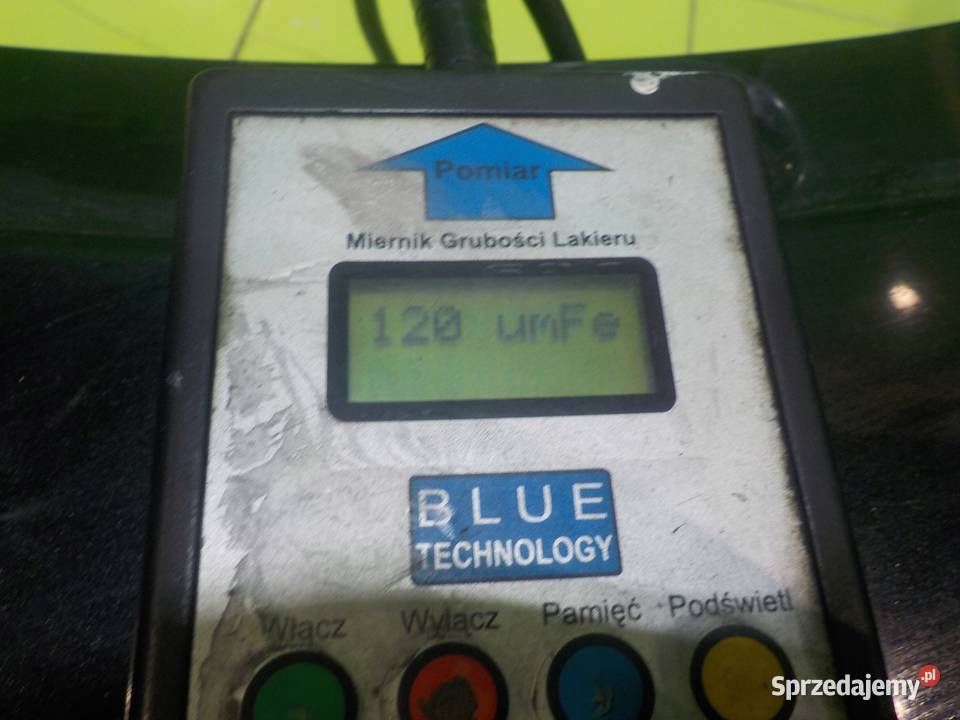 Pomiar
Miernik Grubości Lakieru
120 umFe
BLUE
TECHNOLOGY
Włącz Wyłącz Pamięć Podświetl
Sprzedajemy.pl